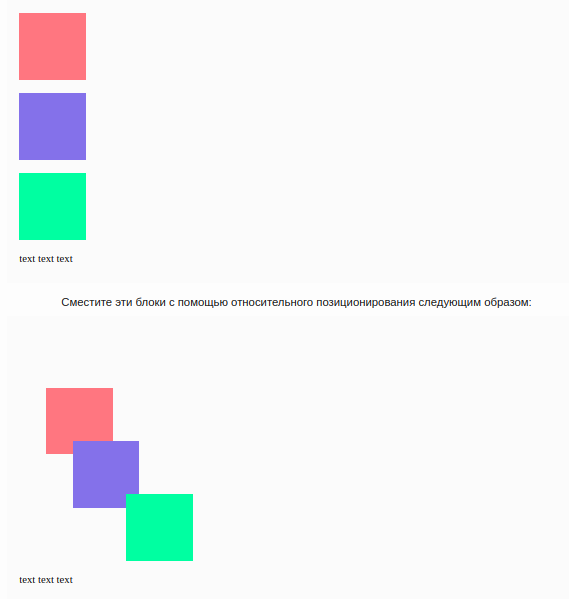 text text text
Сместите эти блоки с помощью относительного позиционирования следующим образом:
text text text